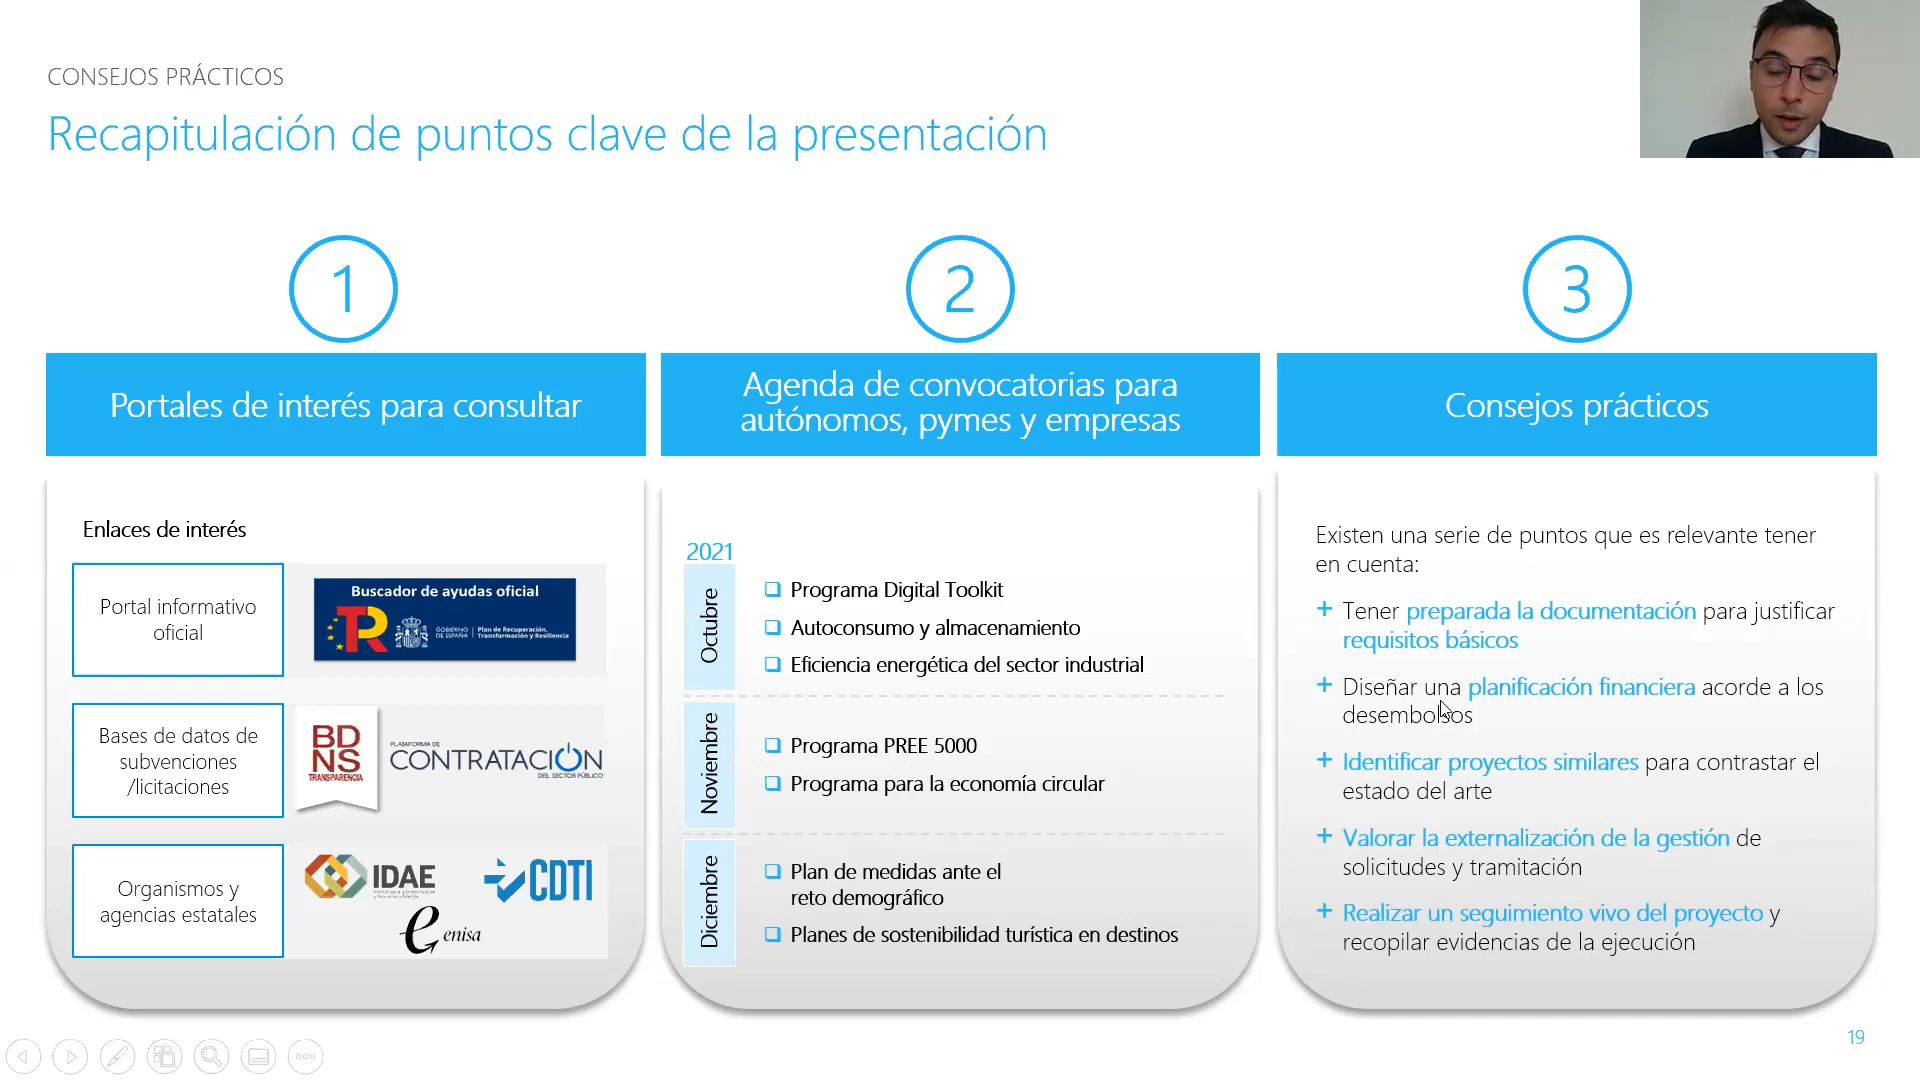 CONSEJOS PRÁCTICOS
Recapitulación de puntos clave de la presentación
1
Portales de interés para consultar
Enlaces de interés
Portal informativo
oficial
Buscador de ayudas oficial
TR
GOBIERNO
DE ESPAÑA
Plan de Recuperación,
Transformación y Resiliencia
Bases de datos de
subvenciones
/licitaciones
BD
NS
TRANSPARENCIA
PLATAFORMA DE
CONTRATACIÓN
DEL SECTOR PÚBLICO
Organismos y
agencias estatales
IDAE
CDTI
enisa
2
Agenda de convocatorias para
autónomos, pymes y empresas
2021
Octubre
Programa Digital Toolkit
Autoconsumo y almacenamiento
Eficiencia energética del sector industrial
Noviembre
Programa PREE 5000
Programa para la economía circular
Diciembre
Plan de medidas ante el
reto demográfico
Planes de sostenibilidad turística en destinos
3
Consejos prácticos
Existen una serie de puntos que es relevante tener
en cuenta:
+ Tener preparada la documentación para justificar
requisitos básicos
+ Diseñar una planificación financiera acorde a los
desembolsos
+ Identificar proyectos similares para contrastar el
estado del arte
+ Valorar la externalización de la gestión de
solicitudes y tramitación
+ Realizar un seguimiento vivo del proyecto y
recopilar evidencias de la ejecución
19